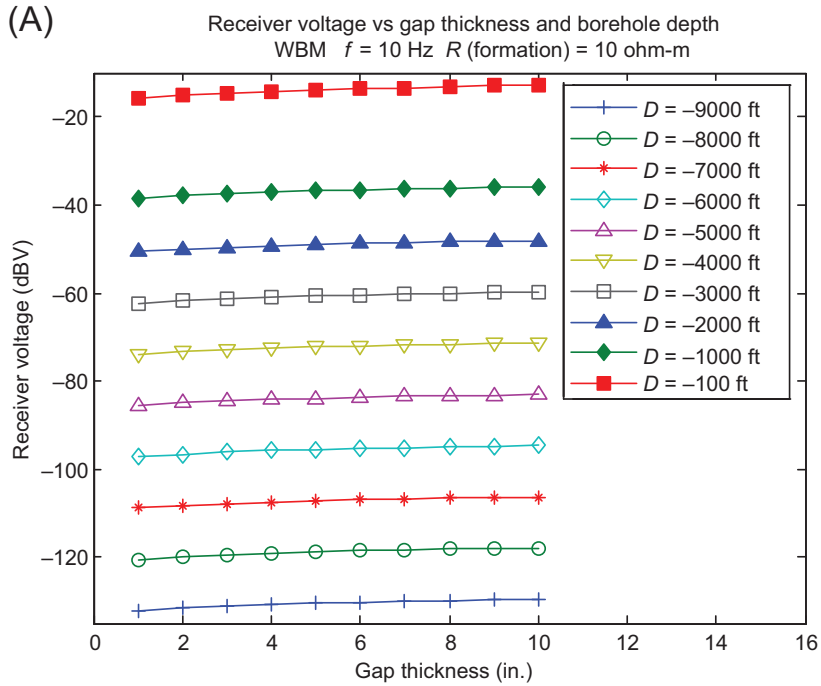 (A)
Receiver voltage vs gap thickness and borehole depth
WBM f = 10 Hz R (formation) = 10 ohm-m
Receiver voltage (dBV)
–20
–40
–60
–80
–100
–120
D = –9000 ft
D = –8000 ft
D = –7000 ft
D = –6000 ft
D = –5000 ft
D = –4000 ft
D = –3000 ft
D = –2000 ft
D = –1000 ft
D = –100 ft
0 2 4 6 8 10 12 14 16
Gap thickness (in.)